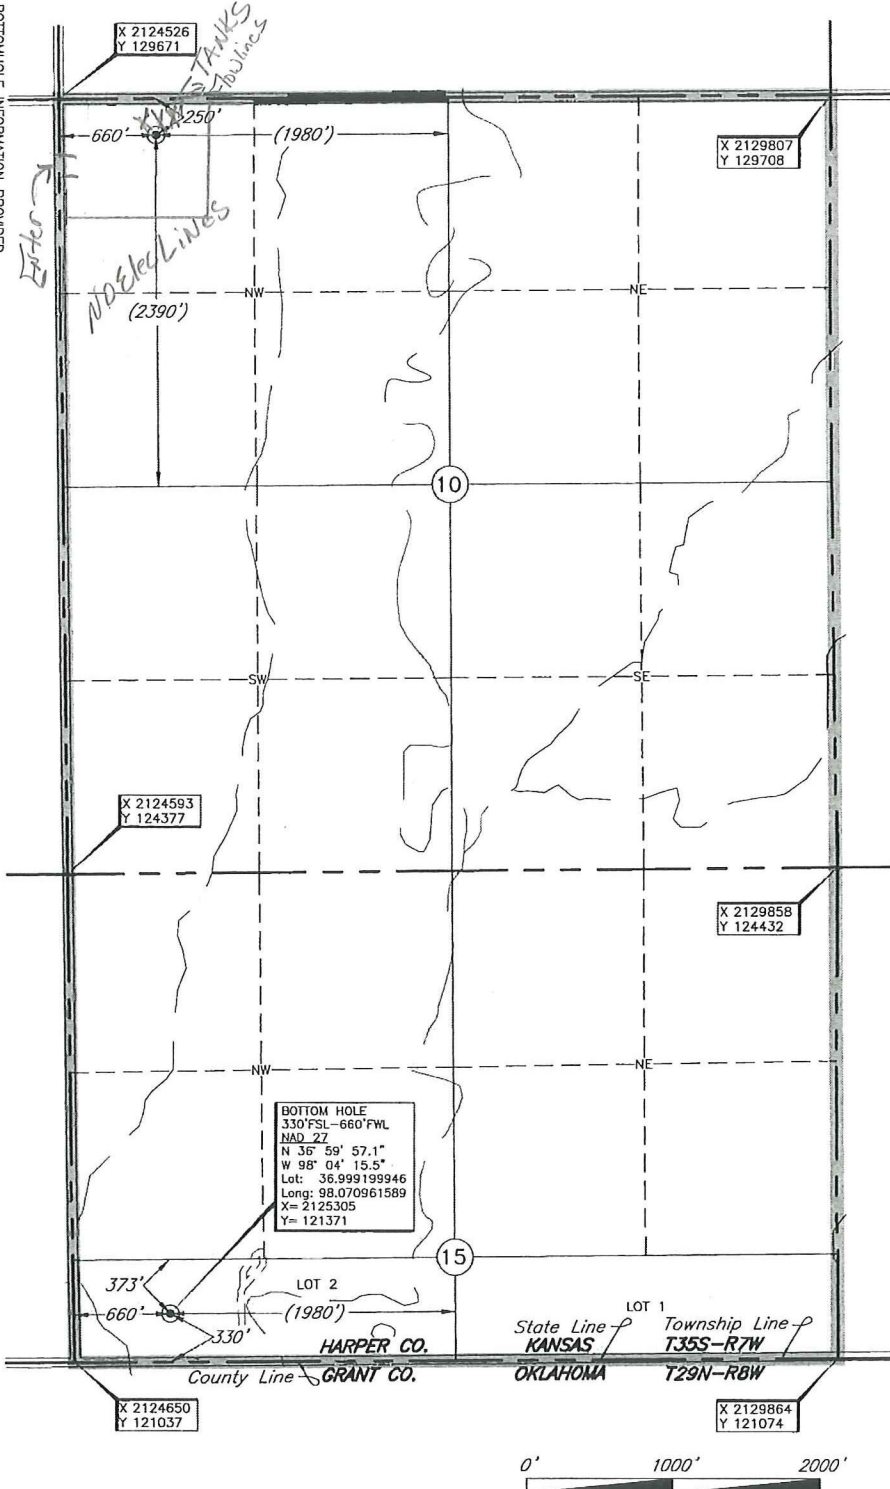 BOTTOMHOLE INFORMATION PROVIDED
X 2124526
Y 129671
TANKS
Flowlines
250'
660'
(1980')
X 2129807
Y 129708
Enter
NO Elec Lines
(2390')
NW
NE
10
SW
SE
X 2124593
Y 124377
X 2129858
Y 124432
NW
NE
BOTTOM HOLE
330'FSL-660'FWL
NAD 27
N 36° 59' 57.1"
W 98° 04' 15.5"
Lat: 36.999199946
Long: 98.070961589
X= 2125305
Y= 121371
15
373'
LOT 2
660'
(1980')
330'
LOT 1
State Line
Township Line
HARPER CO.
KANSAS
T35S-R7W
County Line
GRANT CO.
OKLAHOMA
T29N-R8W
X 2124650
Y 121037
X 2129864
Y 121074
0' 1000' 2000'